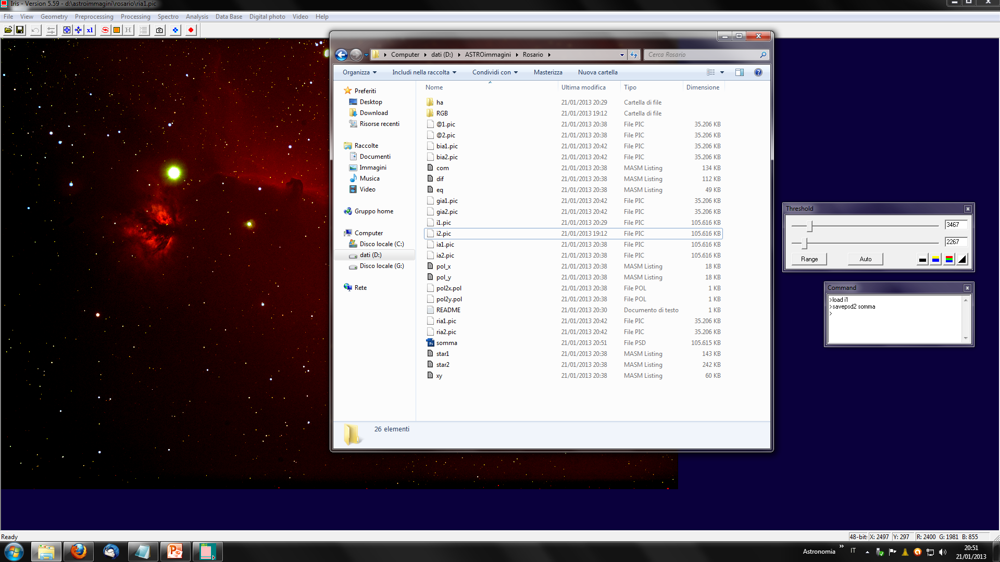 Iris - Version 5.59 - d:\astroimmagini\rosario\ria1.pic
File View Geometry Preprocessing Processing Spectro Analysis Data Base Digital photo Video Help
x1 H
Computer dati (D:) ASTROimmagini Rosario Cerca Rosario
Organizza Includi nella raccolta Condividi con Masterizza Nuova cartella
Preferiti
Desktop
Download
Risorse recenti
Raccolte
Documenti
Immagini
Musica
Video
Gruppo home
Computer
Disco locale (C:)
dati (D:)
Disco locale (G:)
Rete
Nome Ultima modifica Tipo Dimensione
ha 21/01/2013 20:29 Cartella di file
RGB 21/01/2013 19:12 Cartella di file
@1.pic 21/01/2013 20:38 File PIC 35.206 KB
@2.pic 21/01/2013 20:38 File PIC 35.206 KB
bia1.pic 21/01/2013 20:42 File PIC 35.206 KB
bia2.pic 21/01/2013 20:42 File PIC 35.206 KB
com 21/01/2013 20:38 MASM Listing 134 KB
dif 21/01/2013 20:38 MASM Listing 112 KB
eq 21/01/2013 20:38 MASM Listing 49 KB
gia1.pic 21/01/2013 20:42 File PIC 35.206 KB
gia2.pic 21/01/2013 20:42 File PIC 35.206 KB
i1.pic 21/01/2013 20:29 File PIC 105.616 KB
i2.pic 21/01/2013 19:12 File PIC 105.616 KB
ia1.pic 21/01/2013 20:38 File PIC 105.616 KB
ia2.pic 21/01/2013 20:38 File PIC 105.616 KB
pol_x 21/01/2013 20:38 MASM Listing 18 KB
pol_y 21/01/2013 20:38 MASM Listing 18 KB
pol2x.pol 21/01/2013 20:38 File POL 1 KB
pol2y.pol 21/01/2013 20:38 File POL 1 KB
README 21/01/2013 20:30 Documento di testo 1 KB
ria1.pic 21/01/2013 20:42 File PIC 35.206 KB
ria2.pic 21/01/2013 20:42 File PIC 35.206 KB
somma 21/01/2013 20:51 File PSD 105.615 KB
star1 21/01/2013 20:38 MASM Listing 143 KB
star2 21/01/2013 20:38 MASM Listing 242 KB
xy 21/01/2013 20:38 MASM Listing 60 KB
26 elementi
Threshold
3467
2267
Range Auto
Command
>load i1
>savepsd2 somma
>
Ready 48-bit: X: 2497 Y: 297 R: 2400 G: 1981 B: 855
IRIS
Astronomia » IT 20:51
21/01/2013